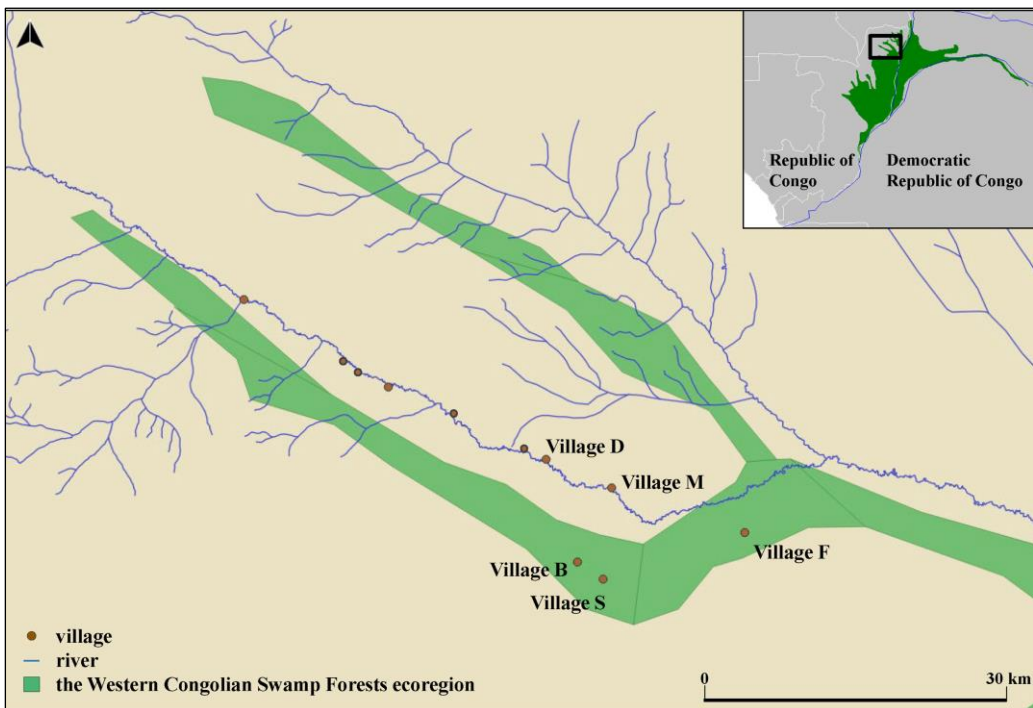 Republic of
Congo
Democratic
Republic of Congo
Village D
Village M
Village F
Village B
Village S
village
river
the Western Congolian Swamp Forests ecoregion
0
30 km